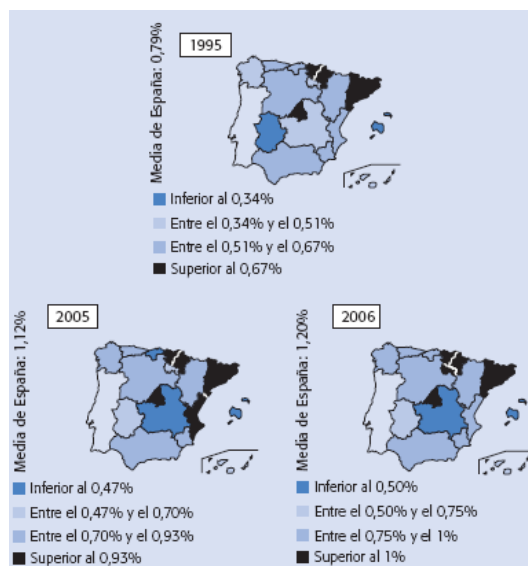 Media de España: 0,79%
1995
Inferior al 0,34%
Entre el 0,34% y el 0,51%
Entre el 0,51% y el 0,67%
Superior al 0,67%
Media de España: 1,12%
2005
Inferior al 0,47%
Entre el 0,47% y el 0,70%
Entre el 0,70% y el 0,93%
Superior al 0,93%
Media de España: 1,20%
2006
Inferior al 0,50%
Entre el 0,50% y el 0,75%
Entre el 0,75% y el 1%
Superior al 1%